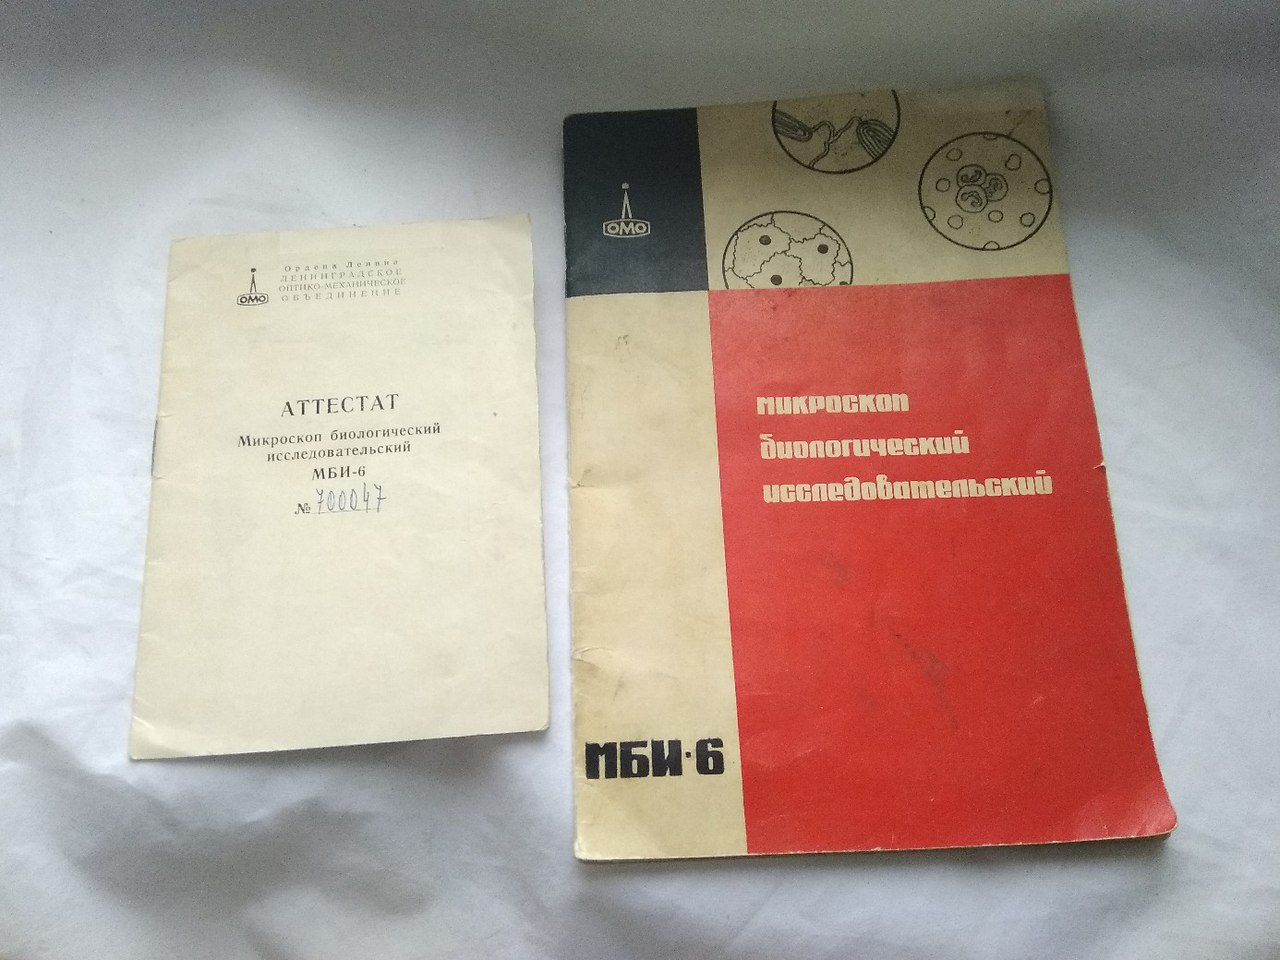 Ордена Ленина
ЛЕНИНГРАДСКОЕ
ОПТИКО-МЕХАНИЧЕСКОЕ
ОБЪЕДИНЕНИЕ
ОМО
АТТЕСТАТ
Микроскоп биологический
исследовательский
МБИ-6
№ 700047
ОМО
микроскоп
биологический
исследовательский
МБИ·6